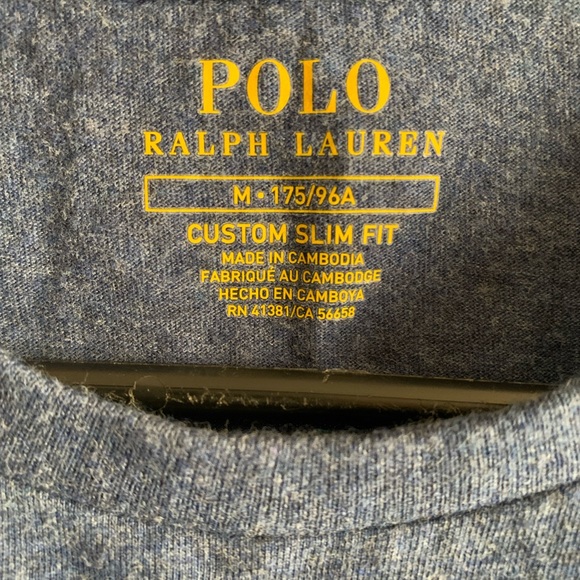 POLO
RALPH LAUREN
M • 175/96A
CUSTOM SLIM FIT
MADE IN CAMBODIA
FABRIQUÉ AU CAMBODGE
HECHO EN CAMBOYA
RN 41381/CA 56658